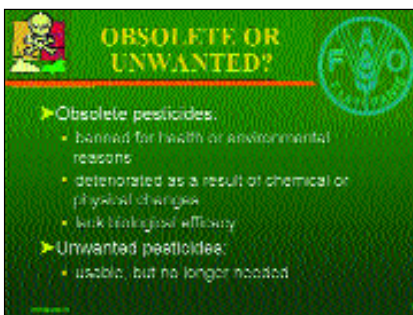 OBSOLETE OR
UNWANTED?
F A O
Obsolete pesticides:
banned for health or environmental
reasons
deteriorated as a result of chemical or
physical changes
lack biological efficacy
Unwanted pesticides:
usable, but no longer needed